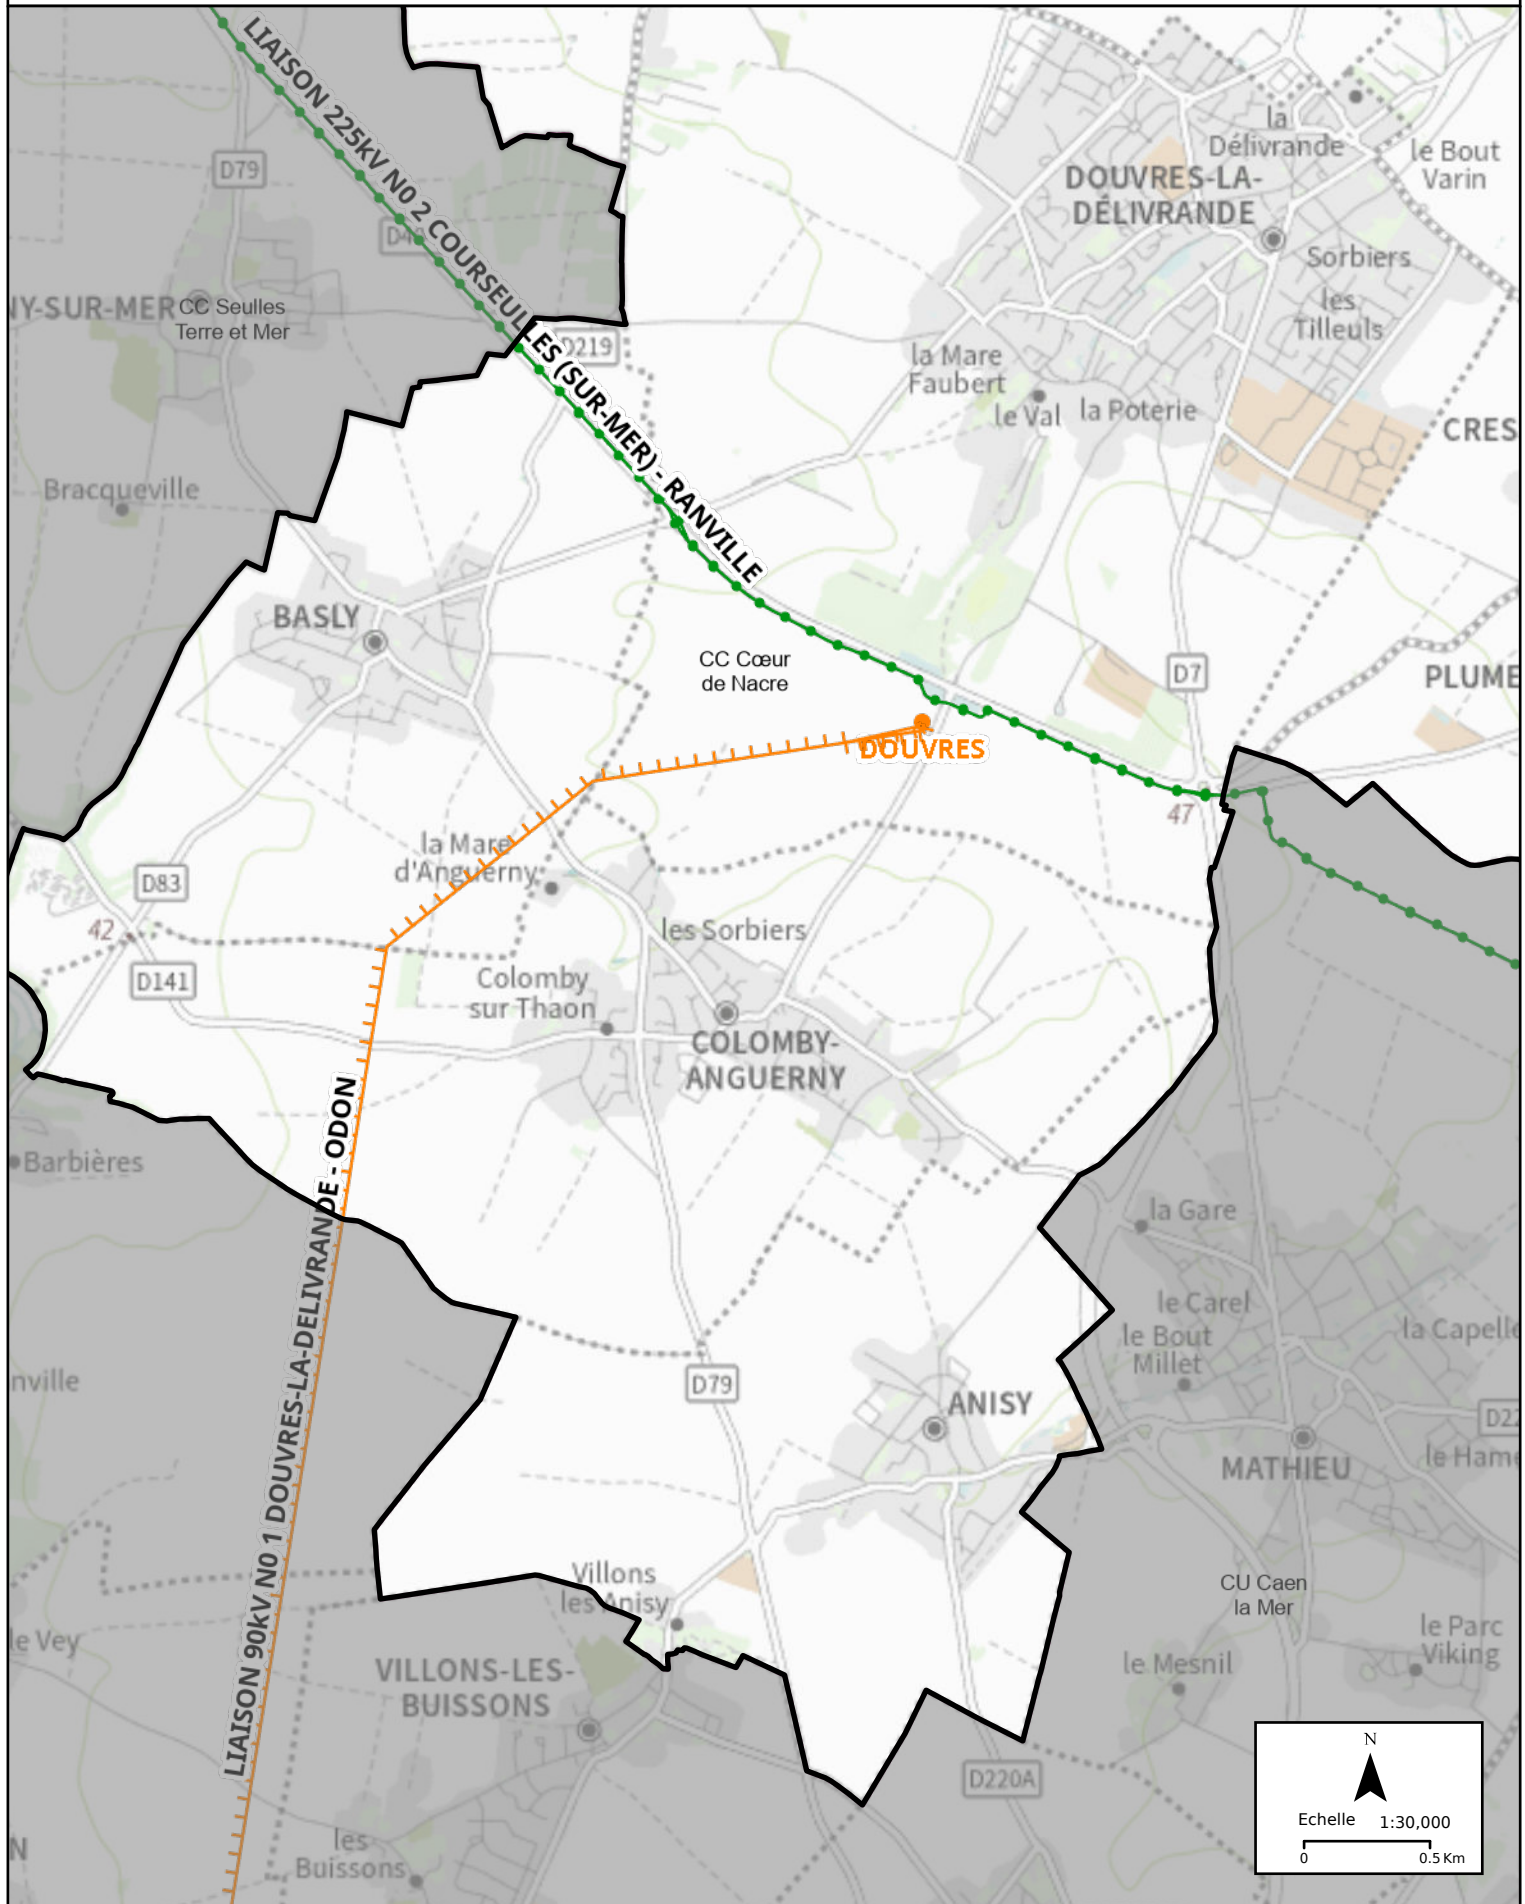 LIAISON 225kV N0 2 COURSEULLES (SUR-MER) - RANVILLE
D79
la
Délivrande
le Bout
Varin
DOUVRES-LA-
DÉLIVRANDE
Sorbiers
les
Tilleuls
NY-SUR-MER
CC Seulles
Terre et Mer
D219
la Mare
Faubert
le Val
la Poterie
CRES
Bracqueville
BASLY
CC Cœur
de Nacre
D7
PLUME
DOUVRES
47
la Mare
d'Anguerny
D83
42
les Sorbiers
D141
Colomby
sur Thaon
COLOMBY-
ANGUERNY
LIAISON 90kV N0 1 DOUVRES-LA-DELIVRANDE - ODON
Barbières
la Gare
le Carel
le Bout
Millet
la Capelle
nville
D79
ANISY
D22
MATHIEU
le Hame
Villons
les Anisy
CU Caen
la Mer
le Vey
le Parc
Viking
VILLONS-LES-
BUISSONS
le Mesnil
D220A
N
Echelle 1:30,000
0 0.5 Km
N
les
Buissons